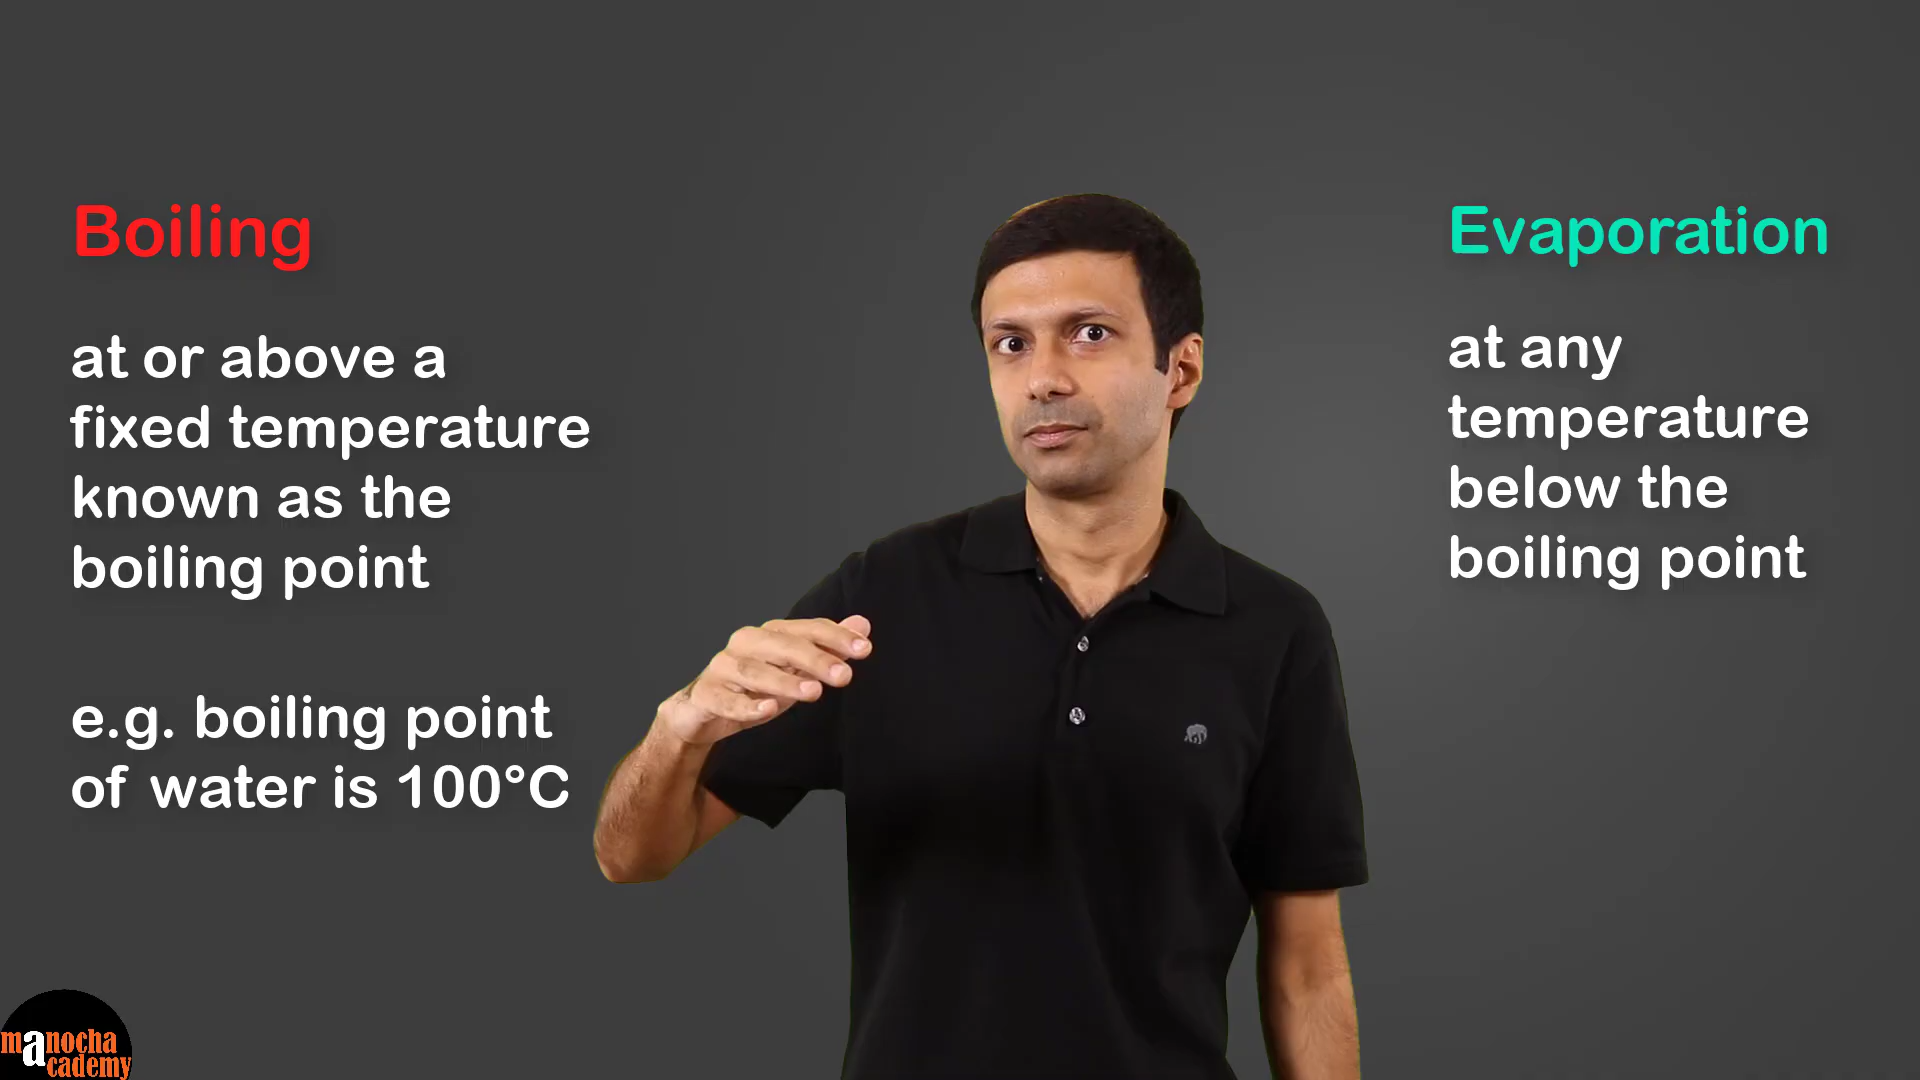 Boiling
at or above a
fixed temperature
known as the
boiling point
e.g. boiling point
of water is 100°C
Evaporation
at any
temperature
below the
boiling point
manocha
academy